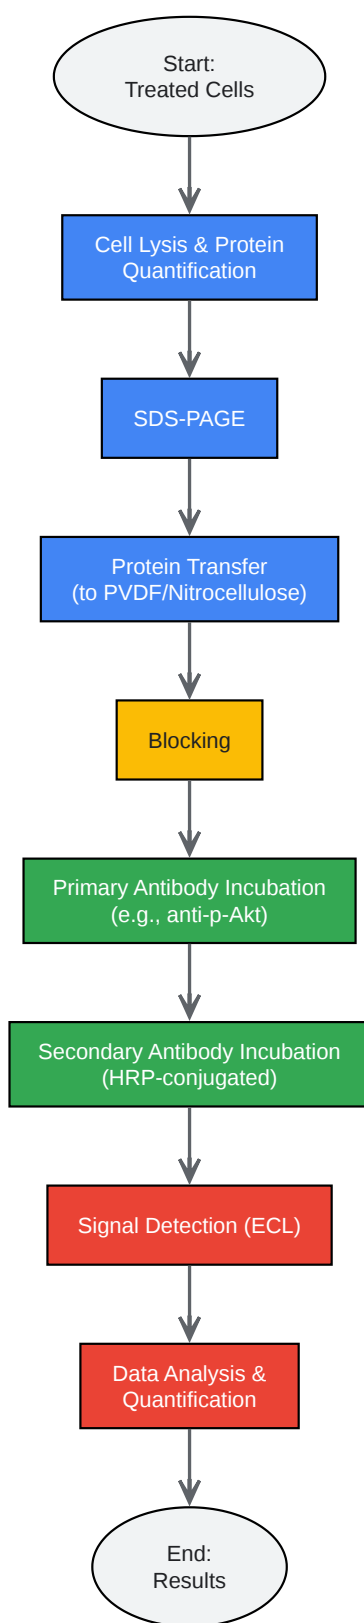 Start:
Treated Cells
Cell Lysis & Protein
Quantification
SDS-PAGE
Protein Transfer
(to PVDF/Nitrocellulose)
Blocking
Primary Antibody Incubation
(e.g., anti-p-Akt)
Secondary Antibody Incubation
(HRP-conjugated)
Signal Detection (ECL)
Data Analysis &
Quantification
End:
Results